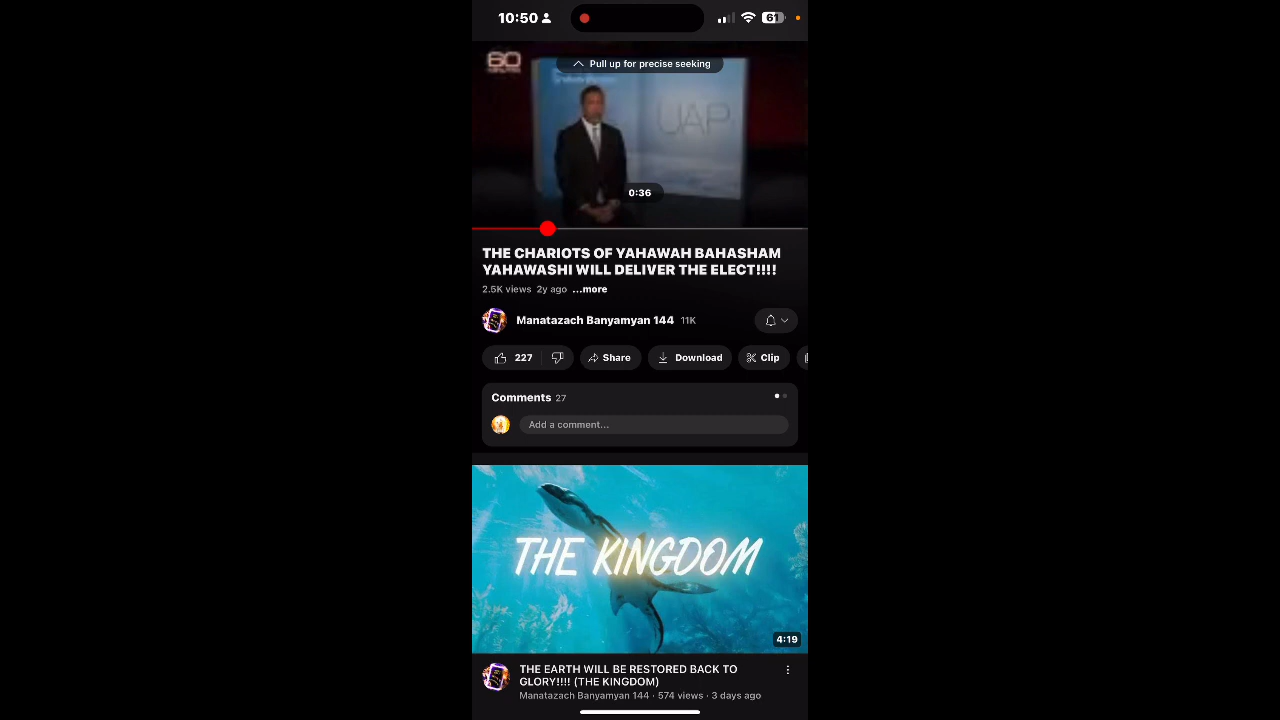 10:50
61
60
MINUTES
Pull up for precise seeking
UAP
0:36
THE CHARIOTS OF YAHAWAH BAHASHAM
YAHAWASHI WILL DELIVER THE ELECT!!!!
2.5K views 2y ago ...more
Manatazach Banyamyan 144 11K
227 Share Download Clip
Comments 27
Add a comment...
THE KINGDOM
4:19
THE EARTH WILL BE RESTORED BACK TO
GLORY!!!! (THE KINGDOM)
Manatazach Banyamyan 144 · 574 views · 3 days ago